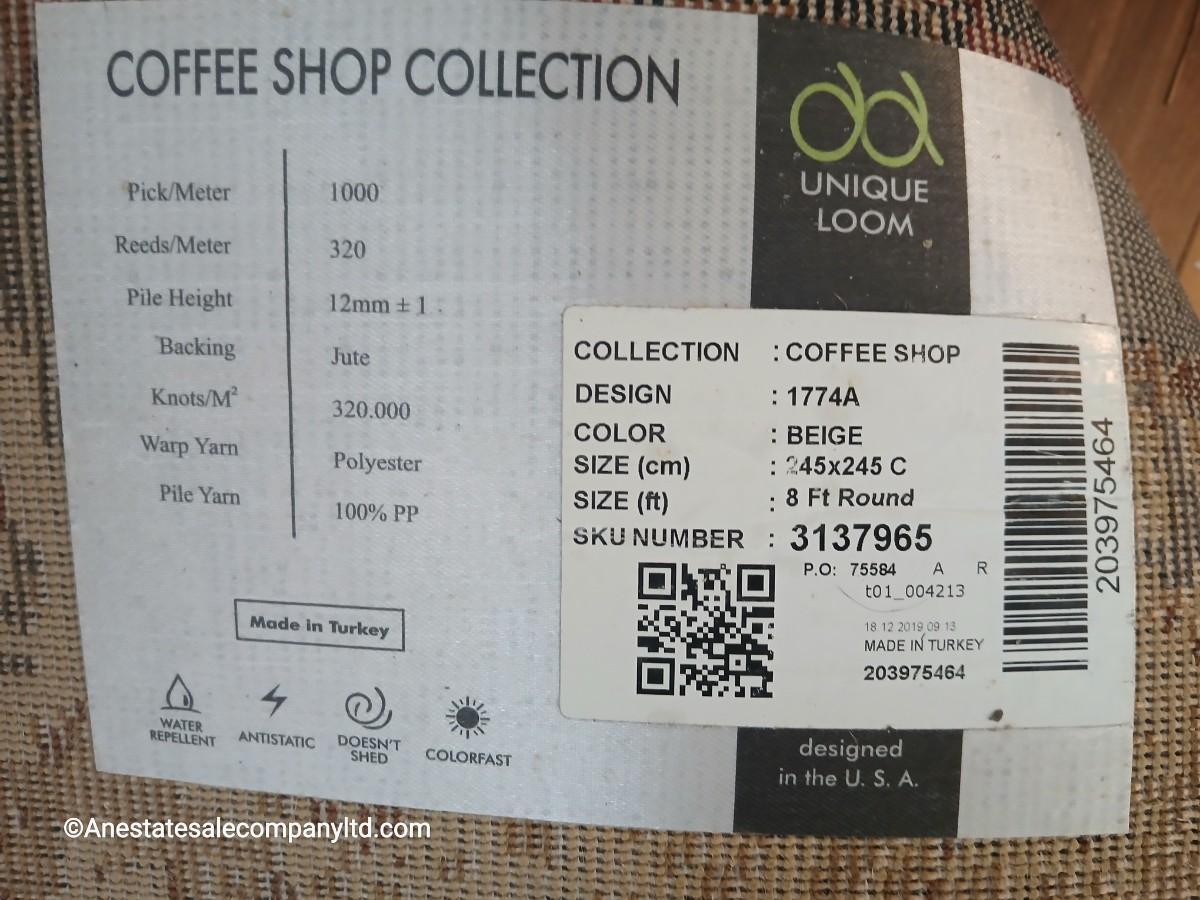 COFFEE SHOP COLLECTION
Pick/Meter 1000
Reeds/Meter 320
Pile Height 12mm ± 1
Backing Jute
Knots/M² 320.000
Warp Yarn Polyester
Pile Yarn 100% PP
Made in Turkey
WATER
REPELLENT
ANTISTATIC
DOESN'T
SHED
COLORFAST
UNIQUE
LOOM
COLLECTION : COFFEE SHOP
DESIGN : 1774A
COLOR : BEIGE
SIZE (cm) : 245x245 C
SIZE (ft) : 8 Ft Round
SKU NUMBER : 3137965
P.O: 75584 A R
t01_004213
18 12 2019 09 13
MADE IN TURKEY
203975464
203975464
designed
in the U. S. A.
©Anestatesalecompanyltd.com